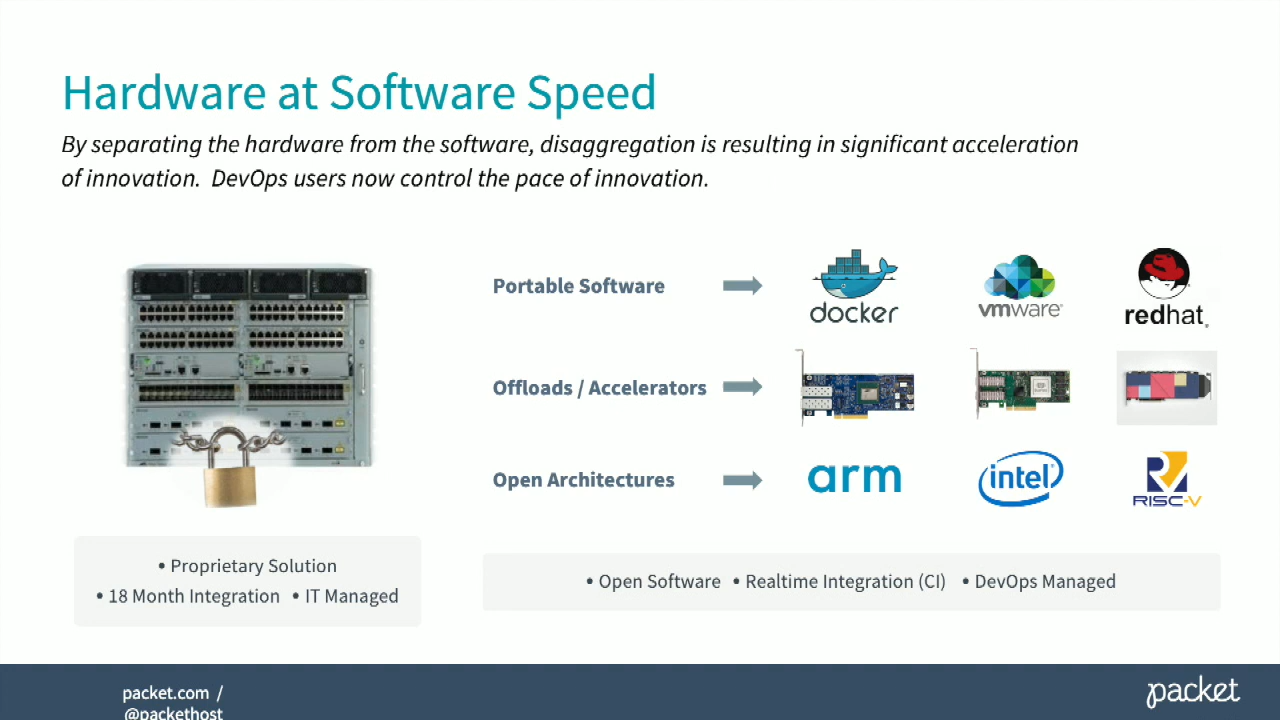 Hardware at Software Speed
By separating the hardware from the software, disaggregation is resulting in significant acceleration
of innovation.  DevOps users now control the pace of innovation.
Portable Software
docker
vmware®
redhat.
Offloads / Accelerators
Open Architectures
arm
intel
RISC-V
• Proprietary Solution
• 18 Month Integration • IT Managed
• Open Software • Realtime Integration (CI) • DevOps Managed
packet.com /
@packethost
packet